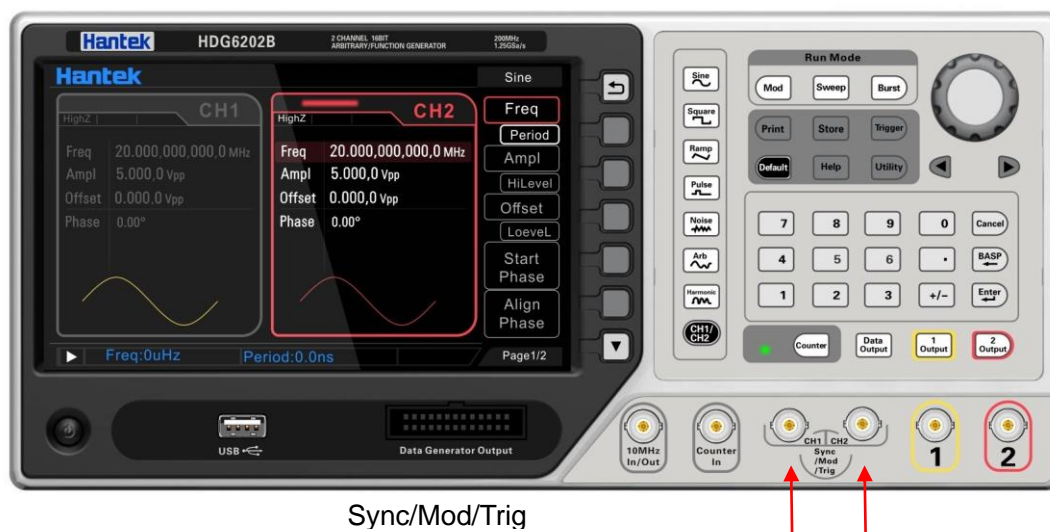 Hantek HDG6202B 2 CHANNEL 16BIT ARBITRARY/FUNCTION GENERATOR 200MHz 1.25GSa/s
Hantek Sine
CH1
HighZ
Freq 20.000,000,000,0 MHz
Ampl 5.000,0 Vpp
Offset 0.000,0 Vpp
Phase 0.00°
CH2
HighZ
Freq 20.000,000,000,0 MHz
Ampl 5.000,0 Vpp
Offset 0.000,0 Vpp
Phase 0.00°
Freq
Period
Ampl
HiLevel
Offset
LoeveL
Start
Phase
Align
Phase
Freq:0uHz Period:0.0ns Page1/2
Sine
Square
Ramp
Pulse
Noise
Arb
Harmonic
CH1/
CH2
Run Mode
Mod Sweep Burst
Print Store Trigger
Default Help Utility
7 8 9 0 Cancel
4 5 6 . BASP
1 2 3 +/- Enter
Counter Data Output 1 Output 2 Output
USB
Data Generator Output
10MHz
In/Out
Counter
In
CH1 CH2
Sync
/Mod
/Trig
1
2
Sync/Mod/Trig